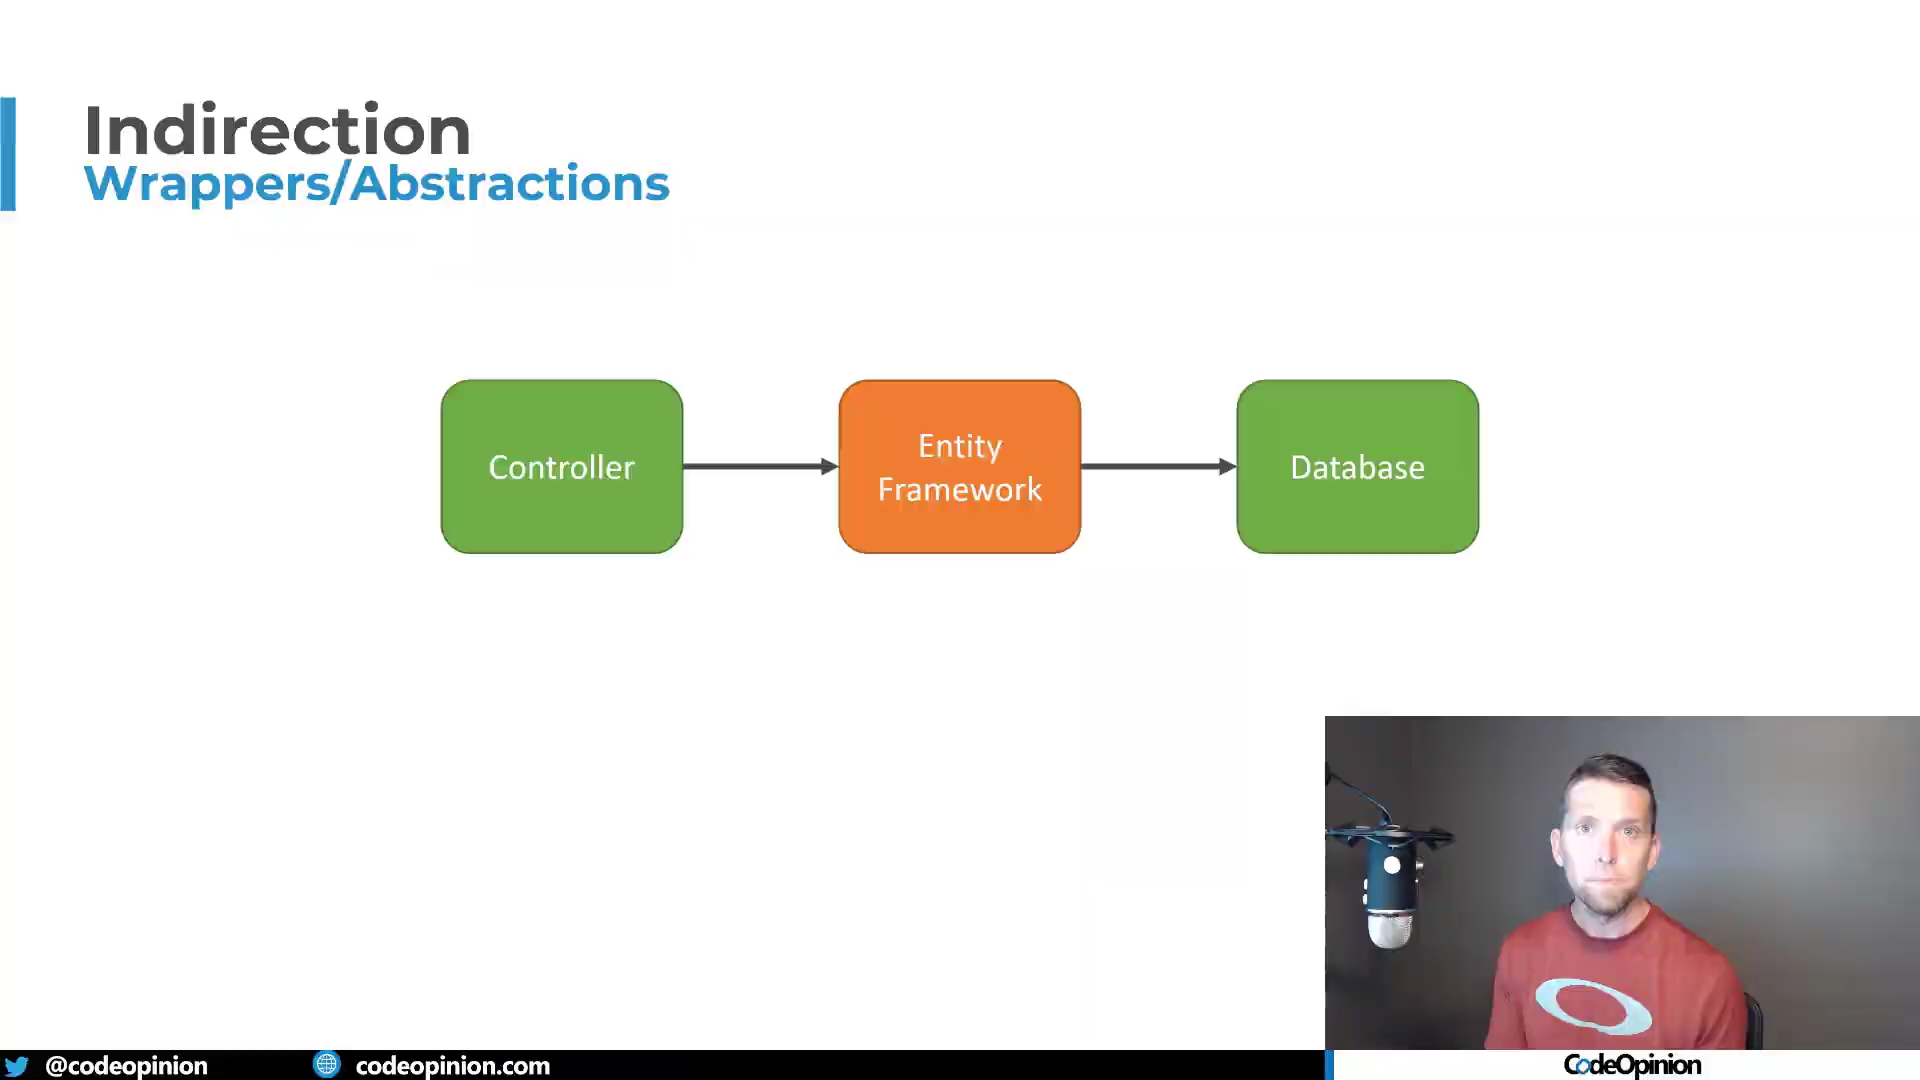 Indirection
Wrappers/Abstractions
Controller
Entity
Framework
Database
@codeopinion
codeopinion.com
CodeOpinion